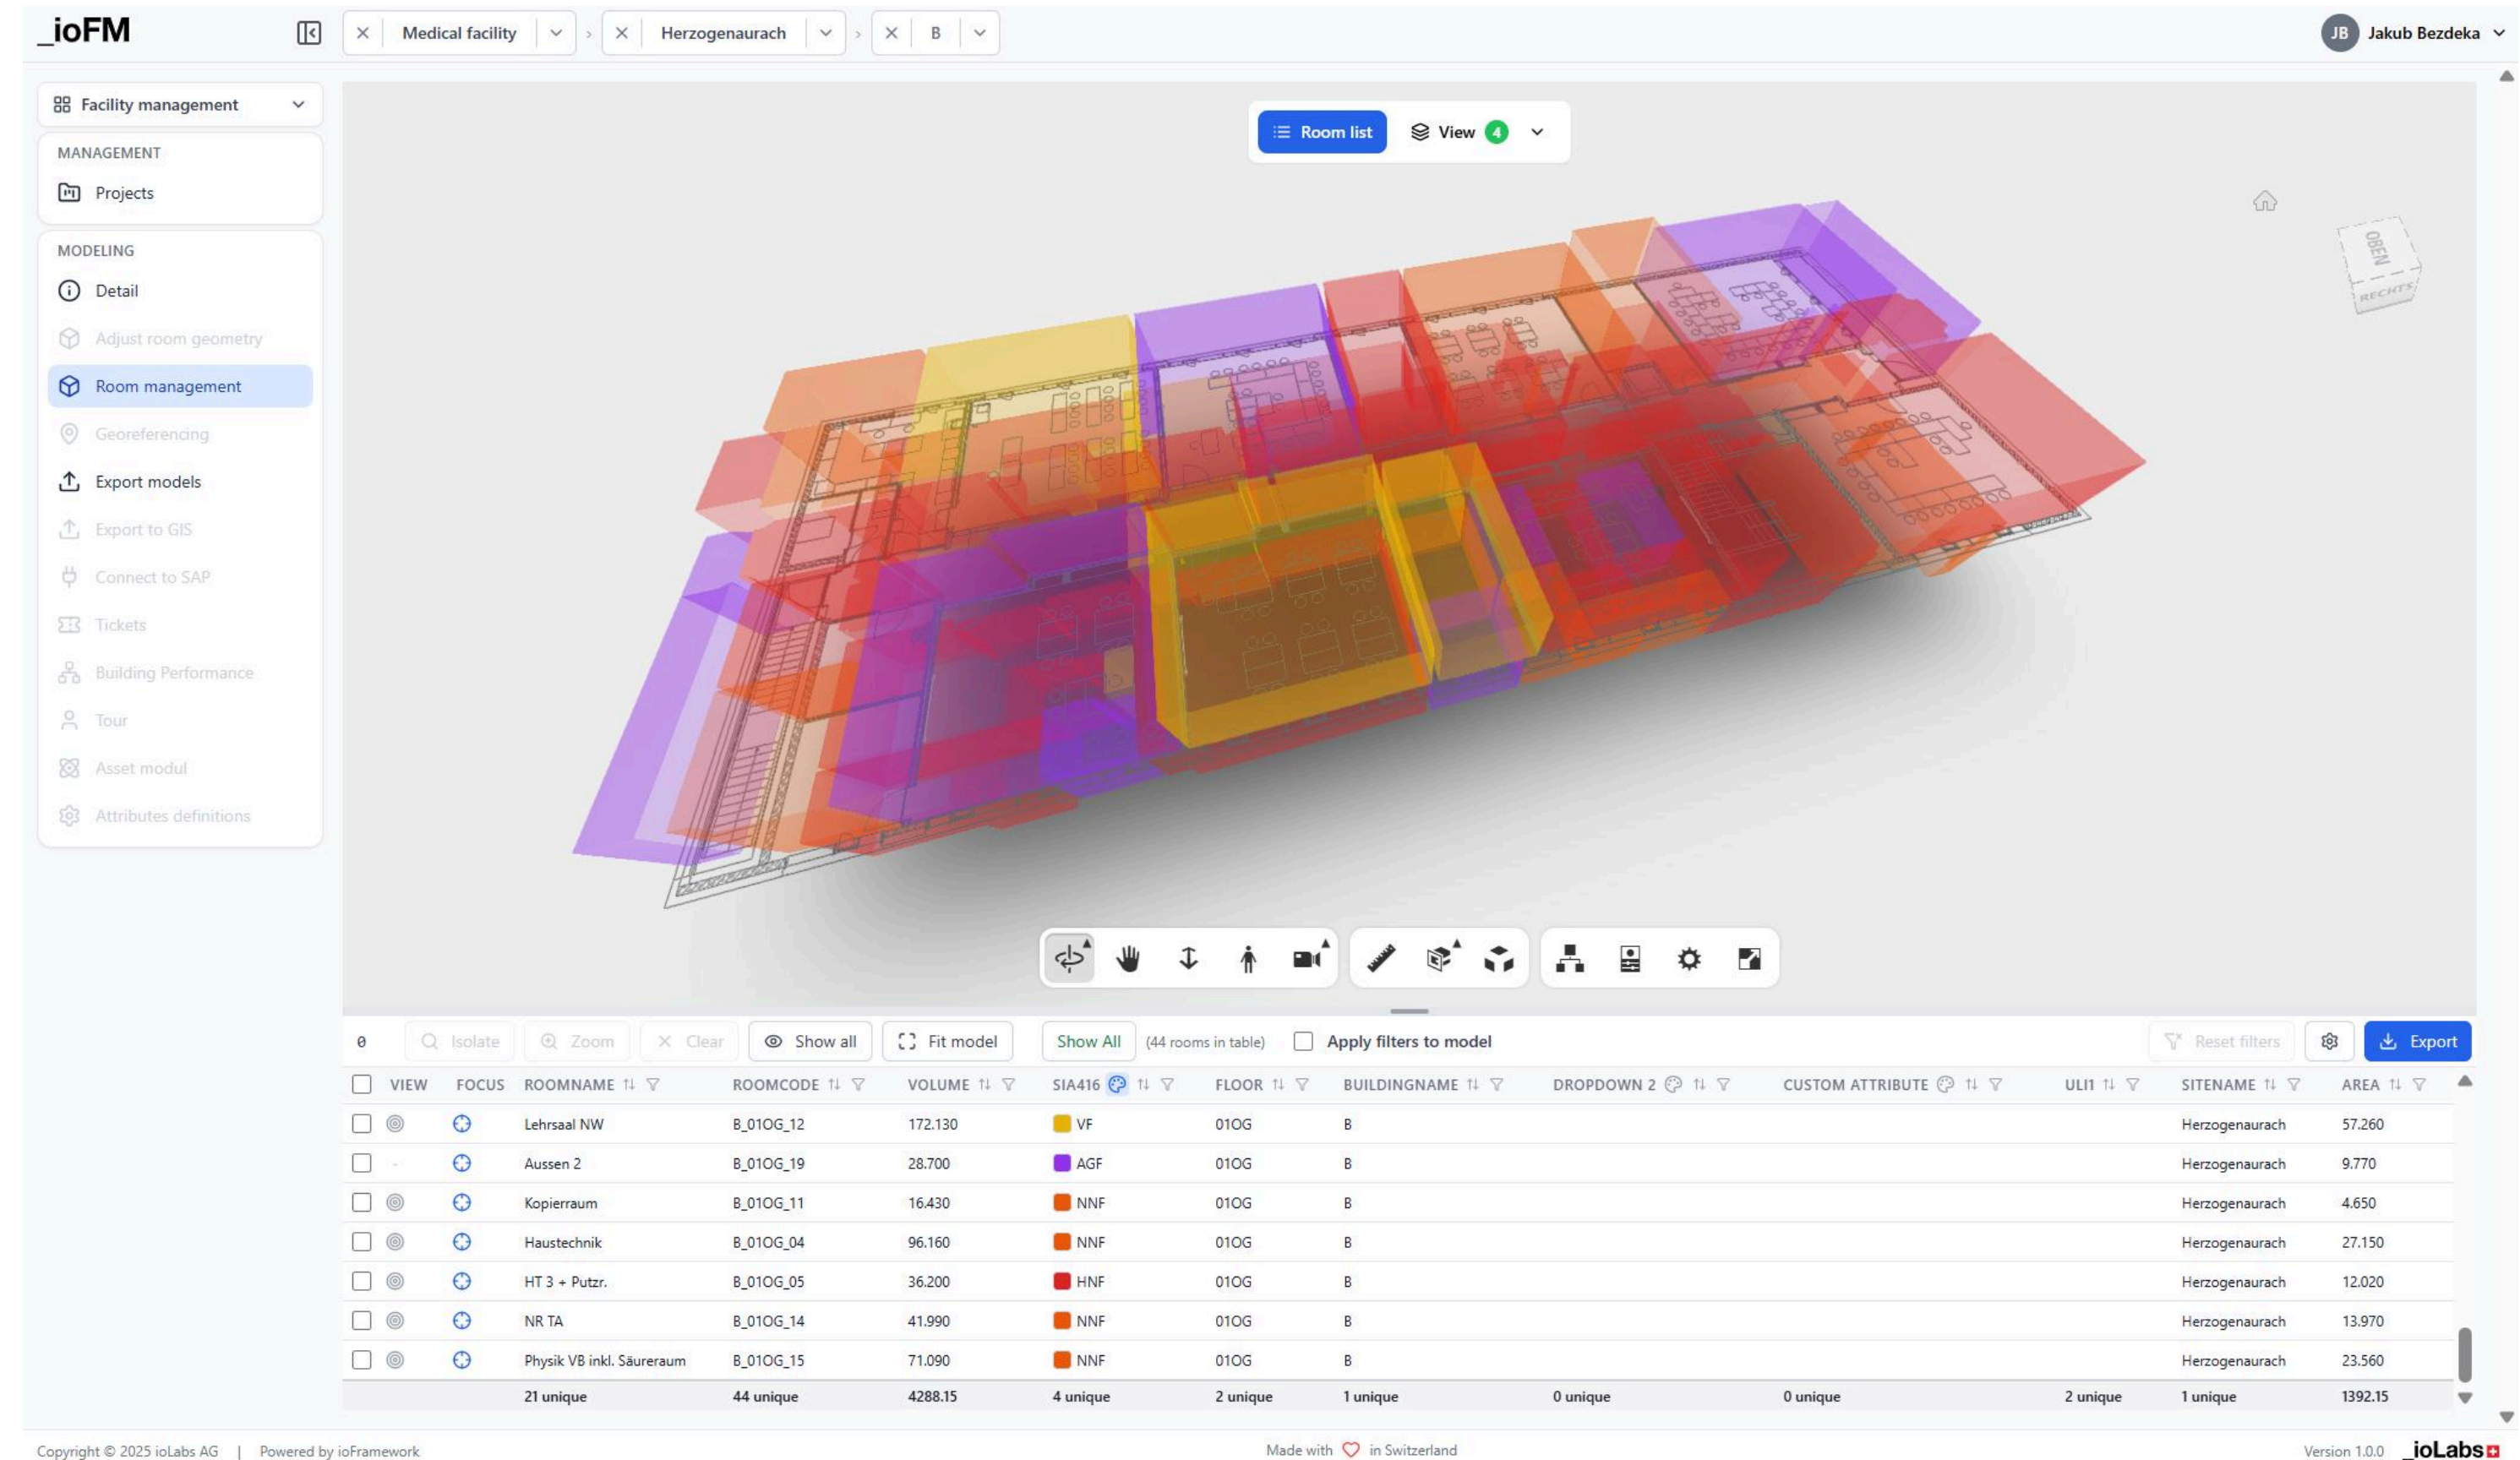 _ioFM
Medical facility
Herzogenaurach
B
JB
Jakub Bezdeka
Facility management
MANAGEMENT
Projects
MODELING
Detail
Adjust room geometry
Room management
Georeferencing
Export models
Export to GIS
Connect to SAP
Tickets
Building Performance
Tour
Asset modul
Attributes definitions
Room list
View 4
OBEN
RECHTS
0 Isolate Zoom Clear Show all Fit model Show All (44 rooms in table) Apply filters to model Reset filters Export
VIEW FOCUS ROOMNAME ROOMCODE VOLUME SIA416 FLOOR BUILDINGNAME DROPDOWN 2 CUSTOM ATTRIBUTE ULI1 SITENAME AREA
Lehrsaal NW B_01OG_12 172.130 VF 01OG B Herzogenaurach 57.260
- Aussen 2 B_01OG_19 28.700 AGF 01OG B Herzogenaurach 9.770
Kopierraum B_01OG_11 16.430 NNF 01OG B Herzogenaurach 4.650
Haustechnik B_01OG_04 96.160 NNF 01OG B Herzogenaurach 27.150
HT 3 + Putzr. B_01OG_05 36.200 HNF 01OG B Herzogenaurach 12.020
NR TA B_01OG_14 41.990 NNF 01OG B Herzogenaurach 13.970
Physik VB inkl. Säureraum B_01OG_15 71.090 NNF 01OG B Herzogenaurach 23.560
21 unique 44 unique 4288.15 4 unique 2 unique 1 unique 0 unique 0 unique 2 unique 1 unique 1392.15
Copyright © 2025 ioLabs AG | Powered by ioFramework
Made with in Switzerland
Version 1.0.0 _ioLabs